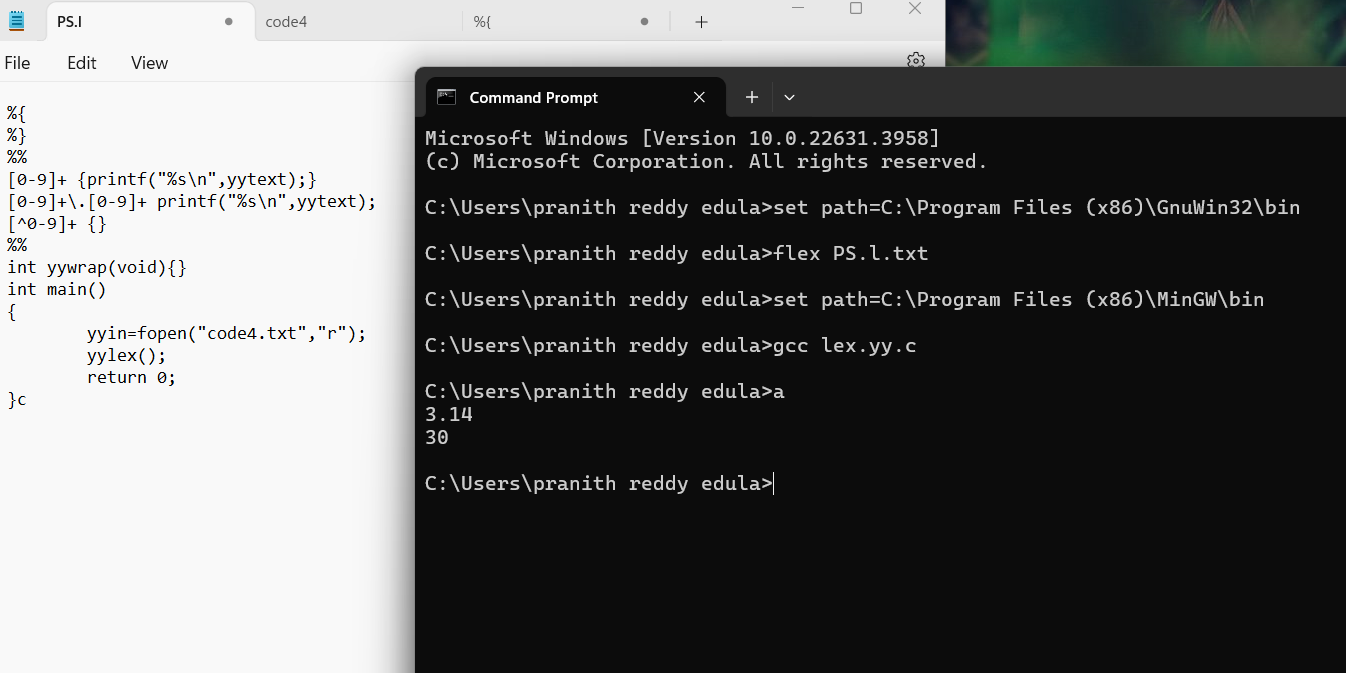 PS.l
code4
%{
File Edit View
%{
%}
%%
[0-9]+ {printf("%s\n",yytext);}
[0-9]+\.[0-9]+ printf("%s\n",yytext);
[^0-9]+ {}
%%
int yywrap(void){}
int main()
{
yyin=fopen("code4.txt","r");
yylex();
return 0;
}c
Command Prompt
Microsoft Windows [Version 10.0.22631.3958]
(c) Microsoft Corporation. All rights reserved.
C:\Users\pranith reddy edula>set path=C:\Program Files (x86)\GnuWin32\bin
C:\Users\pranith reddy edula>flex PS.l.txt
C:\Users\pranith reddy edula>set path=C:\Program Files (x86)\MinGW\bin
C:\Users\pranith reddy edula>gcc lex.yy.c
C:\Users\pranith reddy edula>a
3.14
30
C:\Users\pranith reddy edula>